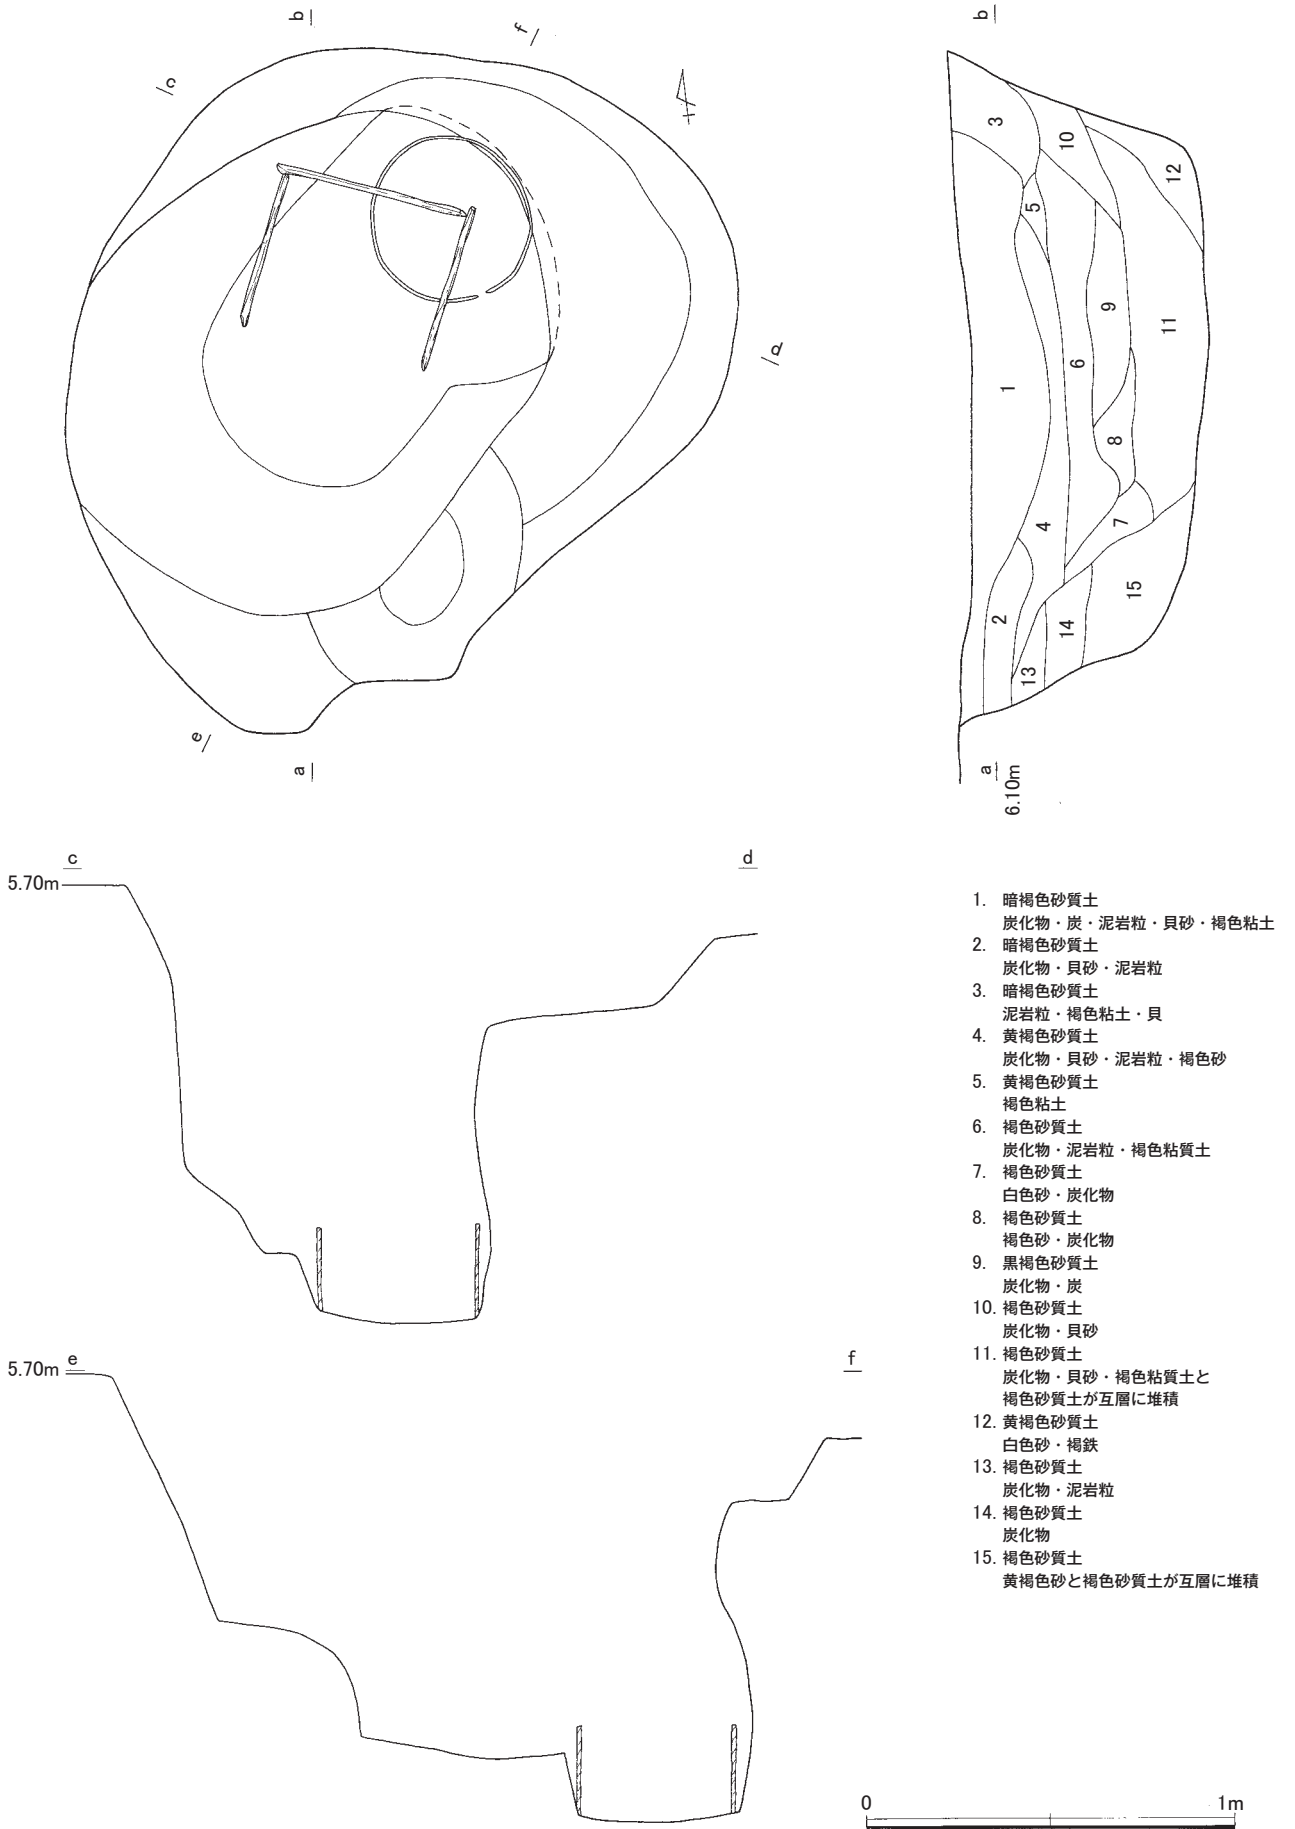 b
f
c
d
e
a
b
3
10
12
5
9
11
1
6
8
4
7
15
2
14
13
a
6.10m
c
d
5.70m
1. 暗褐色砂質土
炭化物・炭・泥岩粒・貝砂・褐色粘土
2. 暗褐色砂質土
炭化物・貝砂・泥岩粒
3. 暗褐色砂質土
泥岩粒・褐色粘土・貝
4. 黄褐色砂質土
炭化物・貝砂・泥岩粒・褐色砂
5. 黄褐色砂質土
褐色粘土
6. 褐色砂質土
炭化物・泥岩粒・褐色粘質土
7. 褐色砂質土
白色砂・炭化物
8. 褐色砂質土
褐色砂・炭化物
9. 黒褐色砂質土
炭化物・炭
10. 褐色砂質土
炭化物・貝砂
11. 褐色砂質土
炭化物・貝砂・褐色粘質土と
褐色砂質土が互層に堆積
12. 黄褐色砂質土
白色砂・褐鉄
13. 褐色砂質土
炭化物・泥岩粒
14. 褐色砂質土
炭化物
15. 褐色砂質土
黄褐色砂と褐色砂質土が互層に堆積
5.70m e
f
0 1m